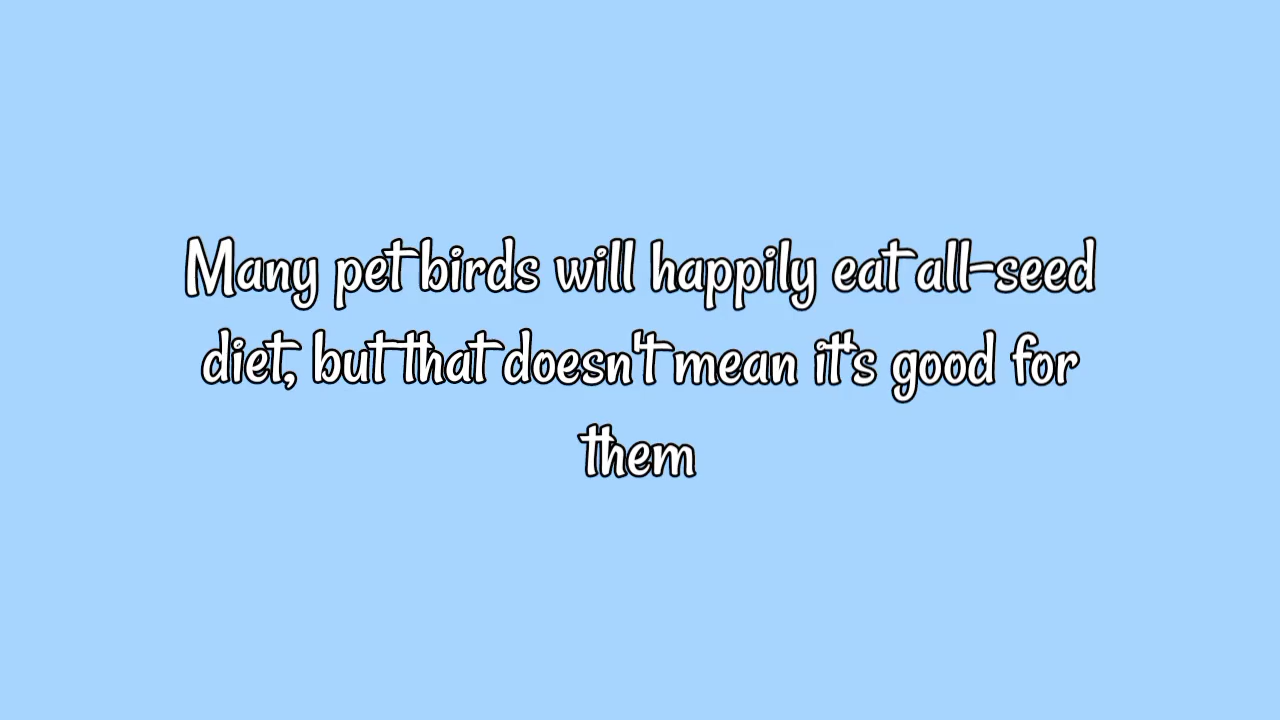 Many pet birds will happily eat all-seed
diet, but that doesn't mean it's good for
them